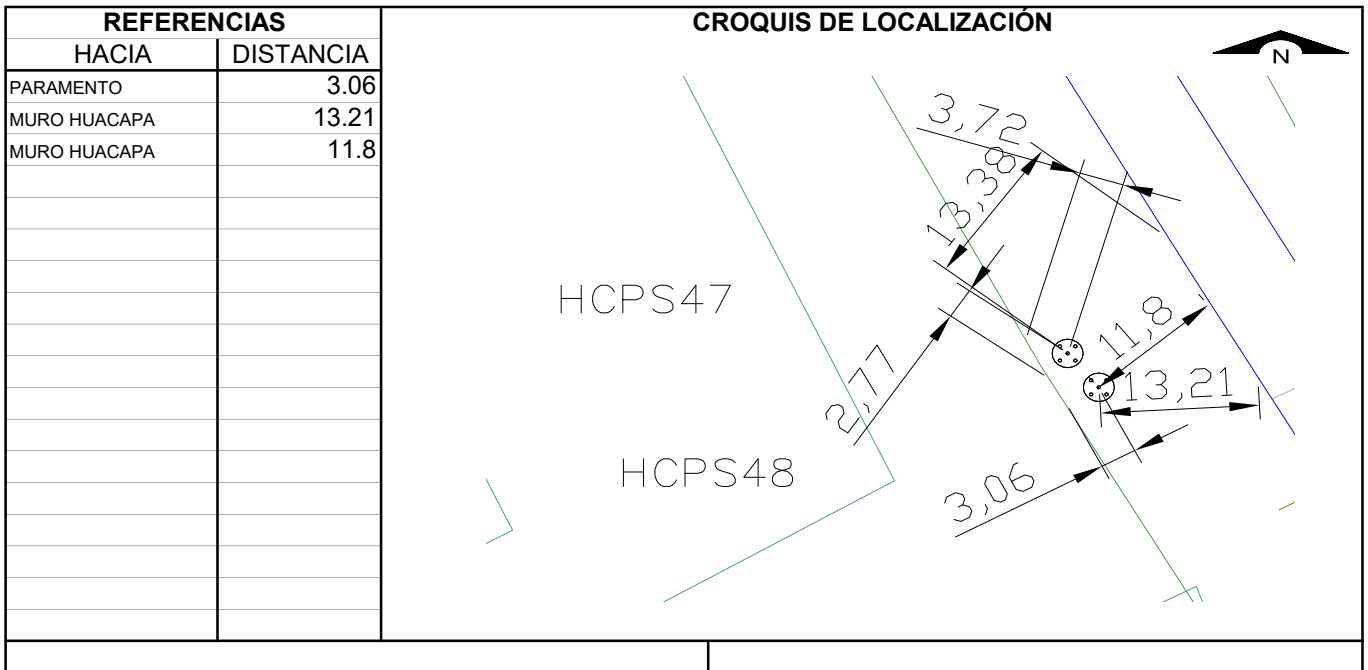 REFERENCIAS
HACIA DISTANCIA
PARAMENTO 3.06
MURO HUACAPA 13.21
MURO HUACAPA 11.8
CROQUIS DE LOCALIZACIÓN
N
3,72
13,38
HCPS47
11,8
13,21
2,77
HCPS48
3,06